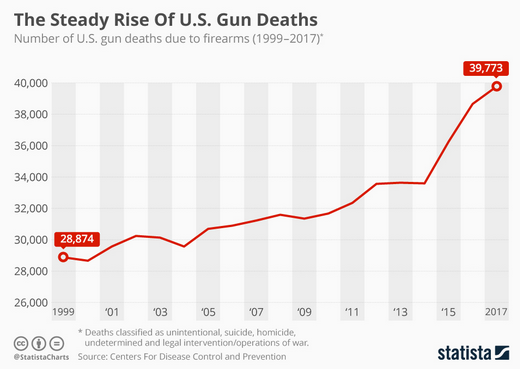 The Steady Rise Of U.S. Gun Deaths
Number of U.S. gun deaths due to firearms (1999–2017)*
39,773
40,000
38,000
36,000
34,000
32,000
30,000
28,874
28,000
26,000
1999 ‘01 ‘03 ‘05 ‘07 ‘09 ‘11 ‘13 ‘15 2017
* Deaths classified as unintentional, suicide, homicide,
undetermined and legal intervention/operations of war.
@StatistaCharts Source: Centers For Disease Control and Prevention
statista